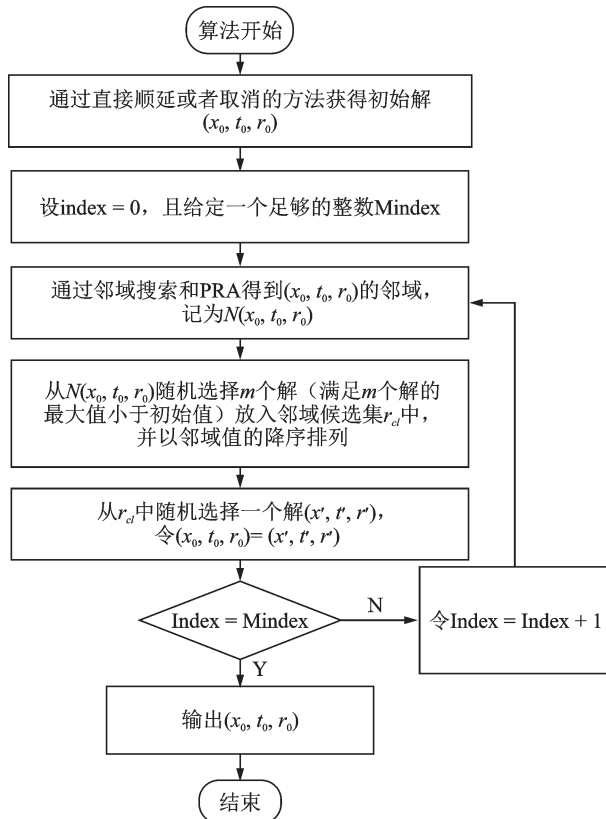 算法开始
通过直接顺延或者取消的方法获得初始解
(x₀, t₀, r₀)
设index = 0，且给定一个足够的整数Mindex
通过邻域搜索和PRA得到(x₀, t₀, r₀)的邻域，
记为N(x₀, t₀, r₀)
从N(x₀, t₀, r₀)随机选择m个解（满足m个解的
最大值小于初始值）放入邻域候选集r_cl中，
并以邻域值的降序排列
从r_cl中随机选择一个解(x′, t′, r′)，
令(x₀, t₀, r₀)= (x′, t′, r′)
Index = Mindex
N
令Index = Index + 1
Y
输出(x₀, t₀, r₀)
结束